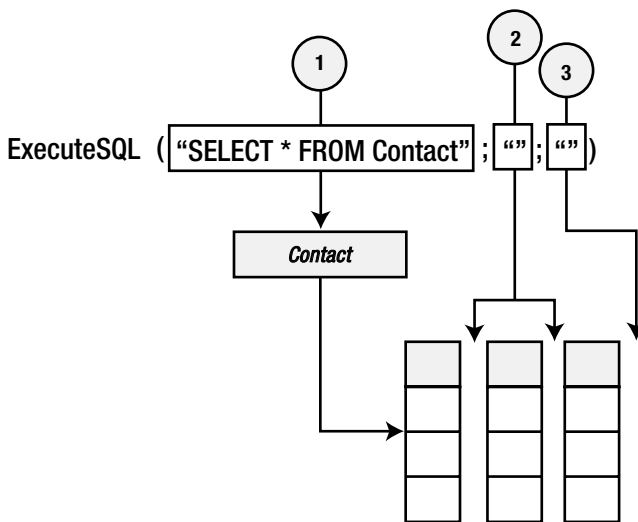 2
1
3
ExecuteSQL ( “SELECT * FROM Contact” ; “” ; “” )
Contact